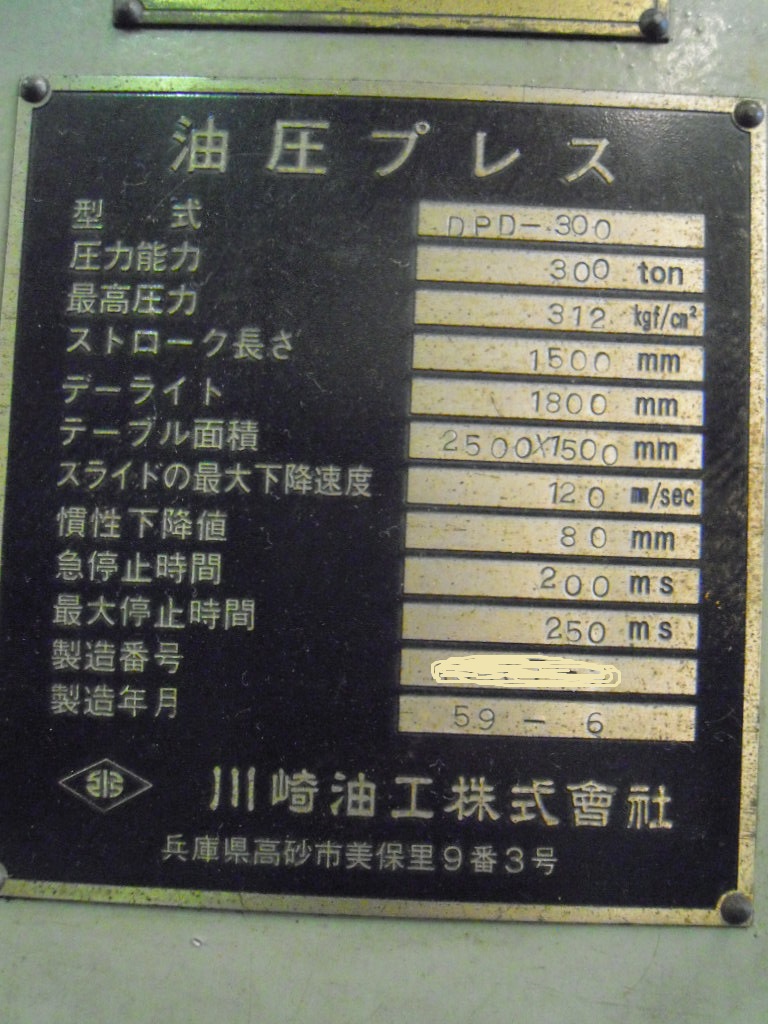 油圧プレス
型式 DPD-300
圧力能力 300 ton
最高圧力 312 kgf/cm²
ストローク長さ 1500 mm
デーライト 1800 mm
テーブル面積 2500X1500 mm
スライドの最大下降速度 120 mm/sec
慣性下降値 80 mm
急停止時間 200 ms
最大停止時間 250 ms
製造番号
製造年月 59-6
川崎油工株式會社
兵庫県高砂市美保里9番3号